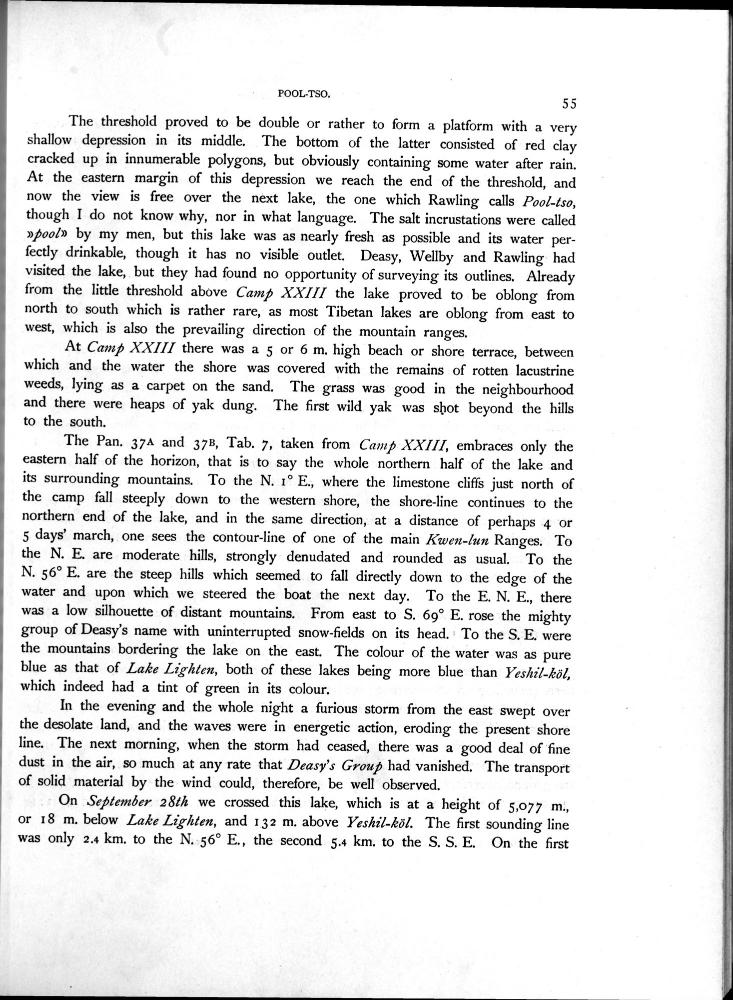 POOL-TSO.
55
The threshold proved to be double or rather to form a platform with a very
shallow depression in its middle. The bottom of the latter consisted of red clay
cracked up in innumerable polygons, but obviously containing some water after rain.
At the eastern margin of this depression we reach the end of the threshold, and
now the view is free over the next lake, the one which Rawling calls Pool-tso,
though I do not know why, nor in what language. The salt incrustations were called
»pool» by my men, but this lake was as nearly fresh as possible and its water per-
fectly drinkable, though it has no visible outlet. Deasy, Wellby and Rawling had
visited the lake, but they had found no opportunity of surveying its outlines. Already
from the little threshold above Camp XXIII the lake proved to be oblong from
north to south which is rather rare, as most Tibetan lakes are oblong from east to
west, which is also the prevailing direction of the mountain ranges.
At Camp XXIII there was a 5 or 6 m. high beach or shore terrace, between
which and the water the shore was covered with the remains of rotten lacustrine
weeds, lying as a carpet on the sand. The grass was good in the neighbourhood
and there were heaps of yak dung. The first wild yak was shot beyond the hills
to the south.
The Pan. 37A and 37B, Tab. 7, taken from Camp XXIII, embraces only the
eastern half of the horizon, that is to say the whole northern half of the lake and
its surrounding mountains. To the N. 1° E., where the limestone cliffs just north of
the camp fall steeply down to the western shore, the shore-line continues to the
northern end of the lake, and in the same direction, at a distance of perhaps 4 or
5 days' march, one sees the contour-line of one of the main Kwen-lun Ranges. To
the N. E. are moderate hills, strongly denudated and rounded as usual. To the
N. 56° E. are the steep hills which seemed to fall directly down to the edge of the
water and upon which we steered the boat the next day. To the E. N. E., there
was a low silhouette of distant mountains. From east to S. 69° E. rose the mighty
group of Deasy's name with uninterrupted snow-fields on its head. To the S. E. were
the mountains bordering the lake on the east. The colour of the water was as pure
blue as that of Lake Lighten, both of these lakes being more blue than Yeshil-köl,
which indeed had a tint of green in its colour.
In the evening and the whole night a furious storm from the east swept over
the desolate land, and the waves were in energetic action, eroding the present shore
line. The next morning, when the storm had ceased, there was a good deal of fine
dust in the air, so much at any rate that Deasy's Group had vanished. The transport
of solid material by the wind could, therefore, be well observed.
On September 28th we crossed this lake, which is at a height of 5,077 m.,
or 18 m. below Lake Lighten, and 132 m. above Yeshil-köl. The first sounding line
was only 2.4 km. to the N. 56° E., the second 5.4 km. to the S. S. E. On the first